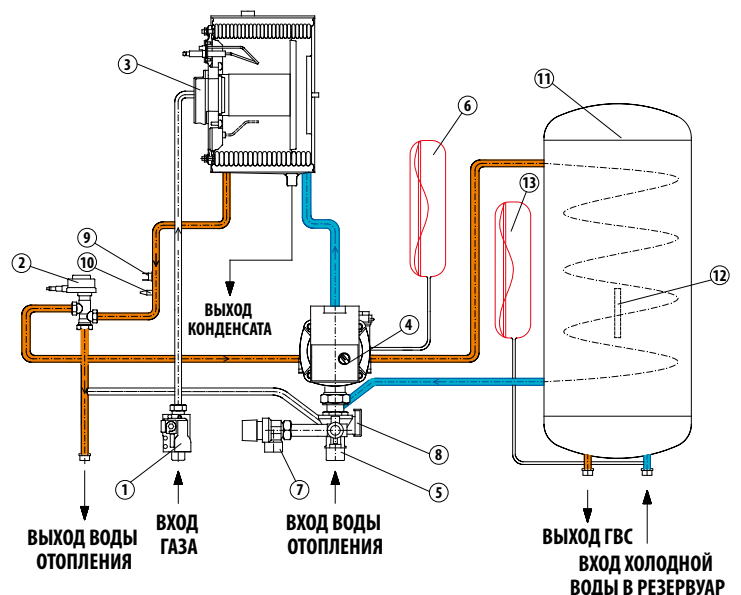 3
11
6
13
9
2
10
12
ВЫХОД
КОНДЕНСАТА
4
8
1
7
5
ВЫХОД ВОДЫ
ОТОПЛЕНИЯ
ВХОД
ГАЗА
ВХОД ВОДЫ
ОТОПЛЕНИЯ
ВЫХОД ГВС
ВХОД ХОЛОДНОЙ
ВОДЫ В РЕЗЕРВУАР